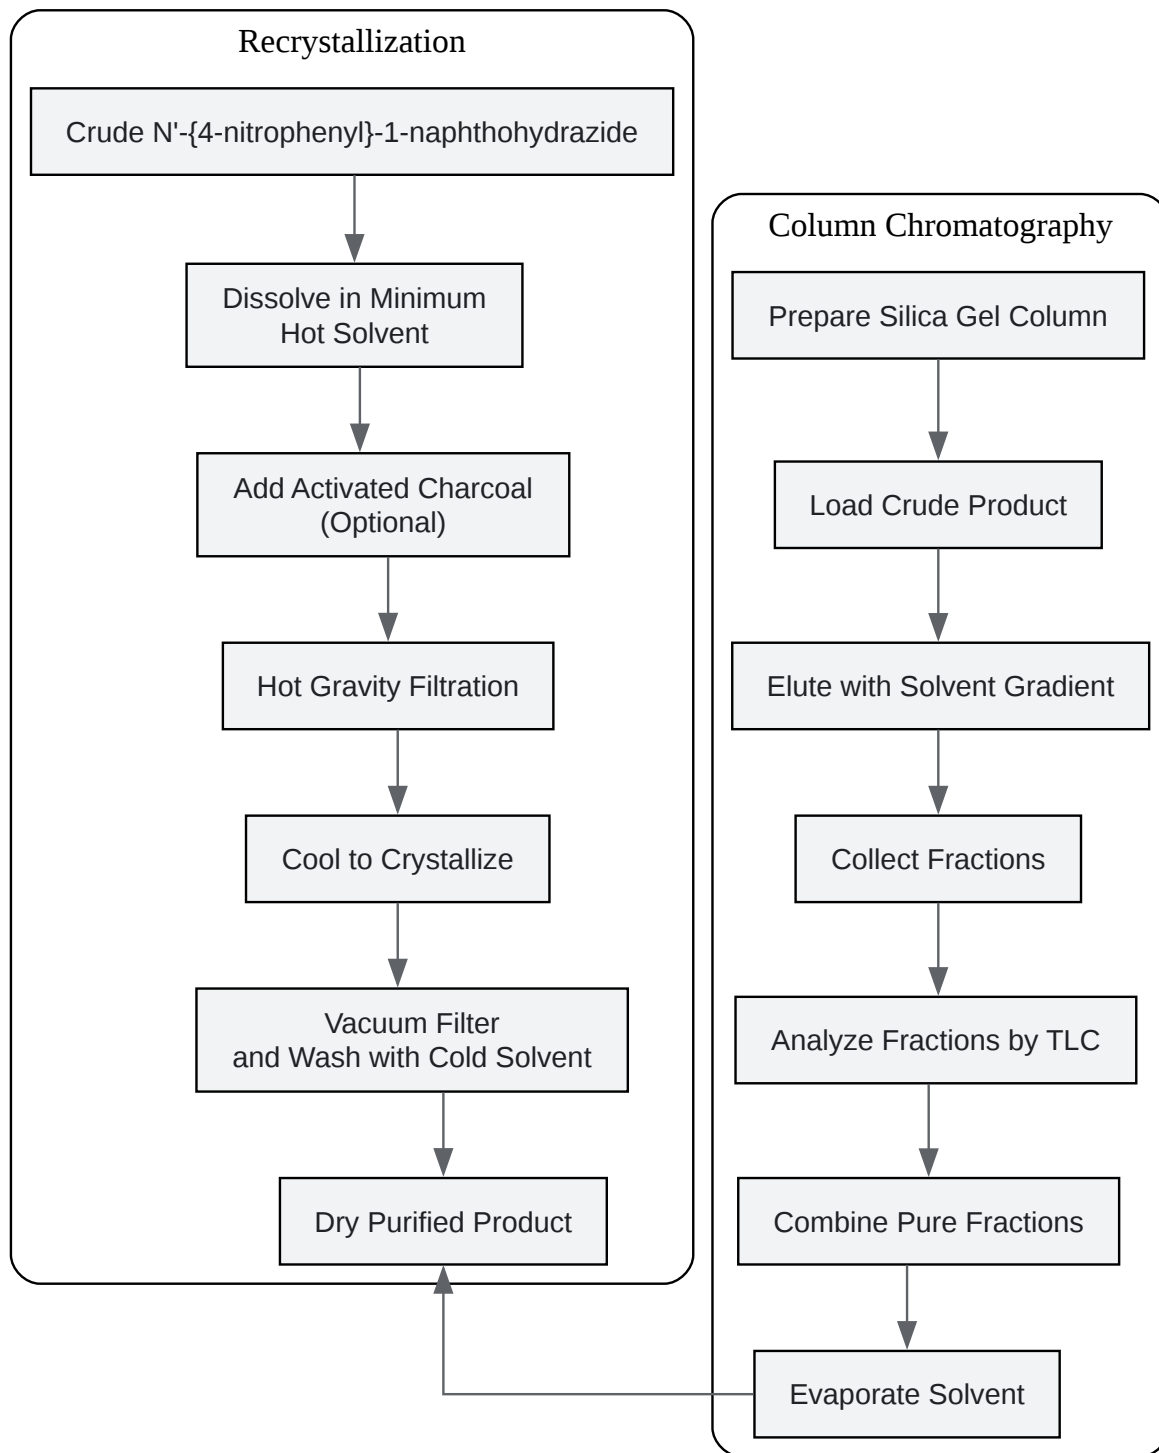 Recrystallization
Crude N'-{4-nitrophenyl}-1-naphthohydrazide
Dissolve in Minimum
Hot Solvent
Add Activated Charcoal
(Optional)
Hot Gravity Filtration
Cool to Crystallize
Vacuum Filter
and Wash with Cold Solvent
Dry Purified Product
Column Chromatography
Prepare Silica Gel Column
Load Crude Product
Elute with Solvent Gradient
Collect Fractions
Analyze Fractions by TLC
Combine Pure Fractions
Evaporate Solvent